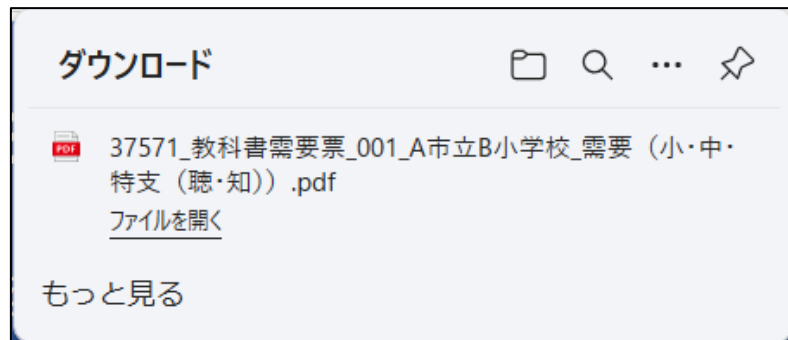 ダウンロード
PDF
37571_教科書需要票_001_A市立B小学校_需要（小・中・
特支（聴・知））.pdf
ファイルを開く
もっと見る